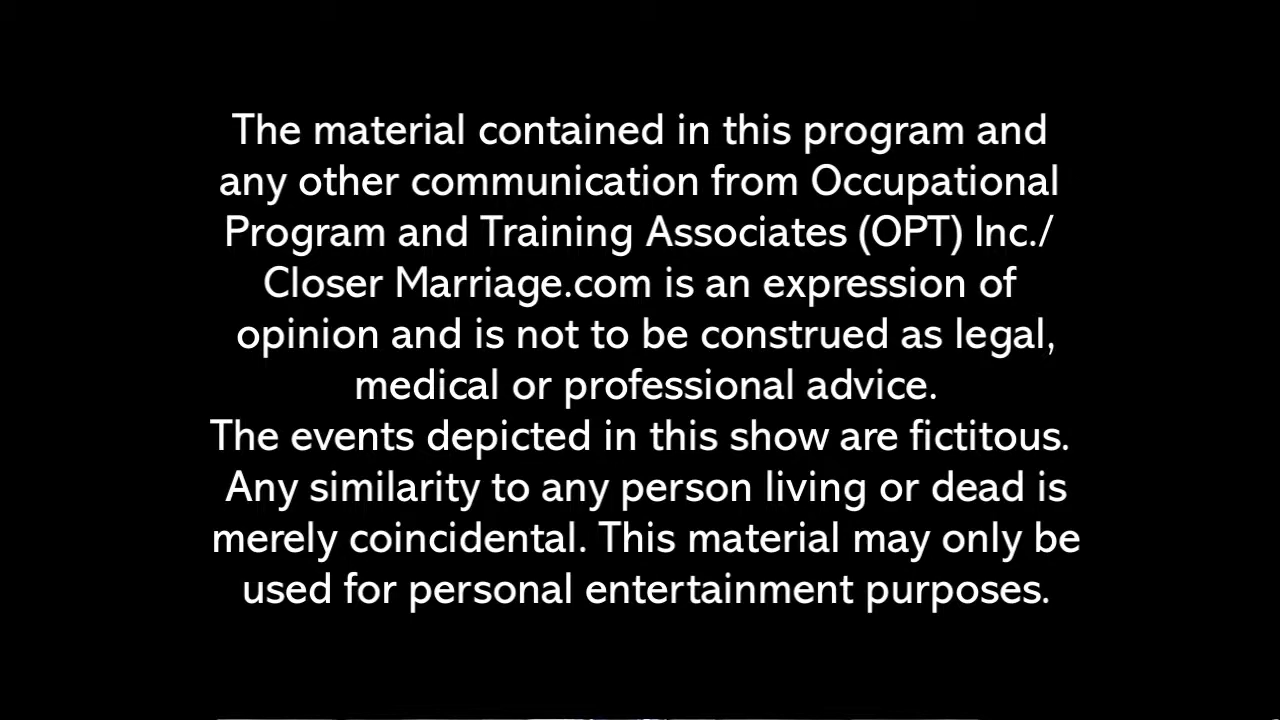 The material contained in this program and
any other communication from Occupational
Program and Training Associates (OPT) Inc./
Closer Marriage.com is an expression of
opinion and is not to be construed as legal,
medical or professional advice.
The events depicted in this show are fictitous.
Any similarity to any person living or dead is
merely coincidental. This material may only be
used for personal entertainment purposes.